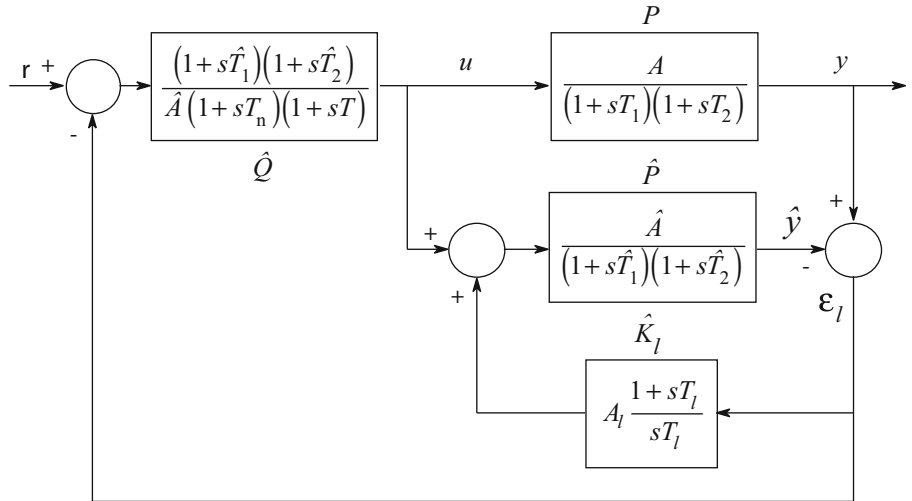 P
r + (1+sT̂₁)(1+sT̂₂) / Â(1+sTₙ)(1+sT) u A / (1+sT₁)(1+sT₂) y
-
Q̂
P̂
+
+ Â / (1+sT̂₁)(1+sT̂₂) ŷ -
+
εₗ
K̂ₗ
Aₗ (1+sTₗ) / sTₗ